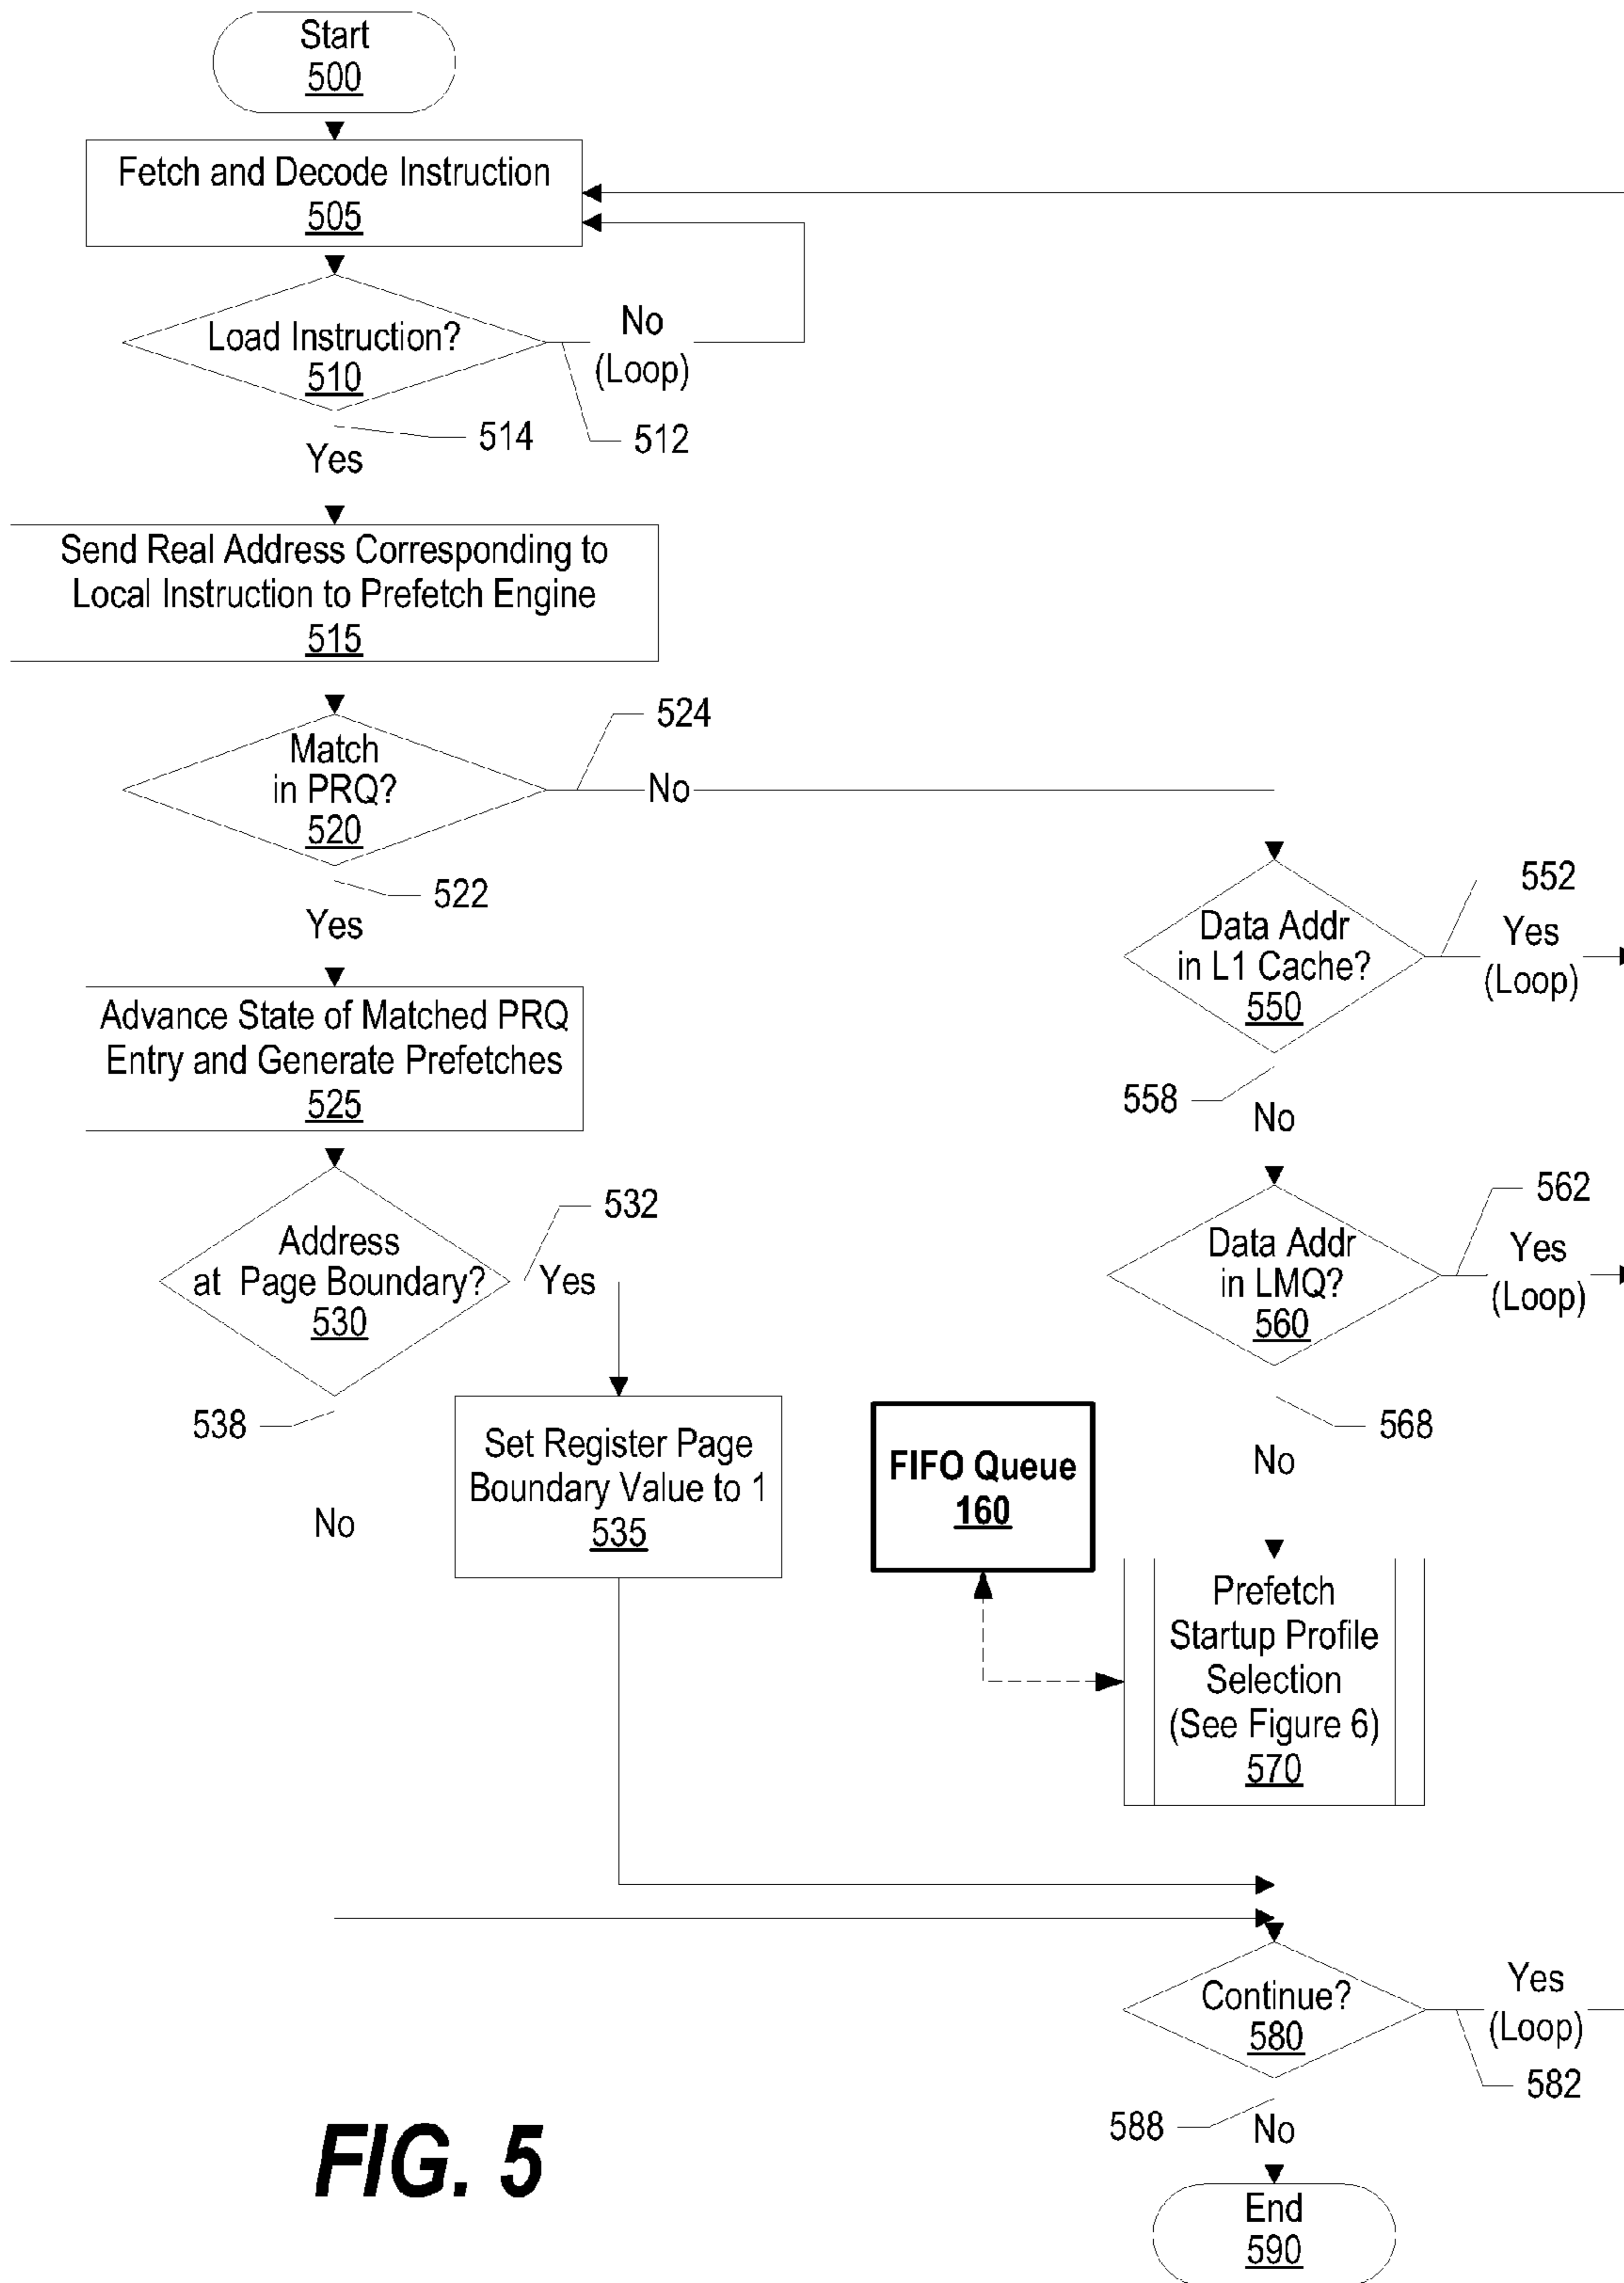 Start
500
Fetch and Decode Instruction
505
Load Instruction?
510
No
(Loop)
514
512
Yes
Send Real Address Corresponding to
Local Instruction to Prefetch Engine
515
524
Match
in PRQ?
520
No
522
Yes
552
Data Addr
in L1 Cache?
550
Yes
(Loop)
558
No
Advance State of Matched PRQ
Entry and Generate Prefetches
525
532
Address
at Page Boundary?
530
Yes
538
No
Set Register Page
Boundary Value to 1
535
562
Data Addr
in LMQ?
560
Yes
(Loop)
568
No
FIFO Queue
160
Prefetch
Startup Profile
Selection
(See Figure 6)
570
Continue?
580
Yes
(Loop)
582
588
No
End
590
FIG. 5